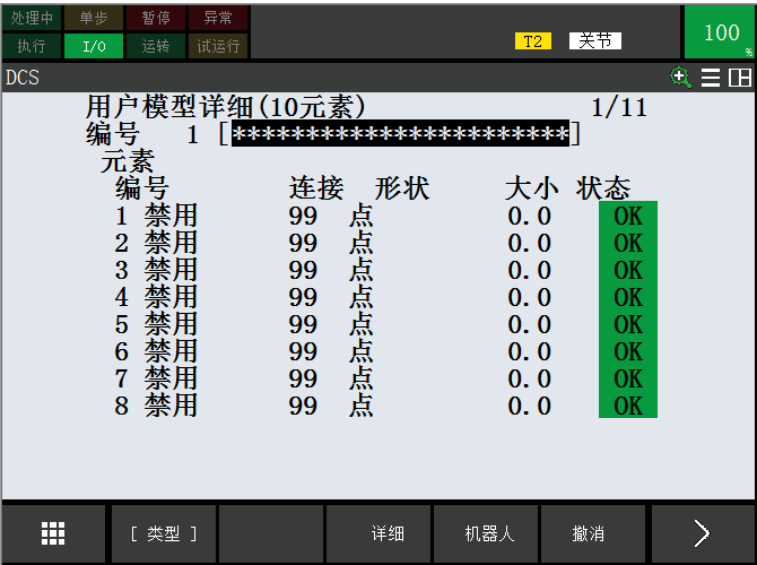 处理中 单步 暂停 异常
执行 I/O 运转 试运行 T2 关节 100 %
DCS
用户模型详细(10元素) 1/11
编号 1 [***********************]
元素
编号 连接 形状 大小 状态
1 禁用 99 点 0.0 OK
2 禁用 99 点 0.0 OK
3 禁用 99 点 0.0 OK
4 禁用 99 点 0.0 OK
5 禁用 99 点 0.0 OK
6 禁用 99 点 0.0 OK
7 禁用 99 点 0.0 OK
8 禁用 99 点 0.0 OK
[ 类型 ] 详细 机器人 撤消